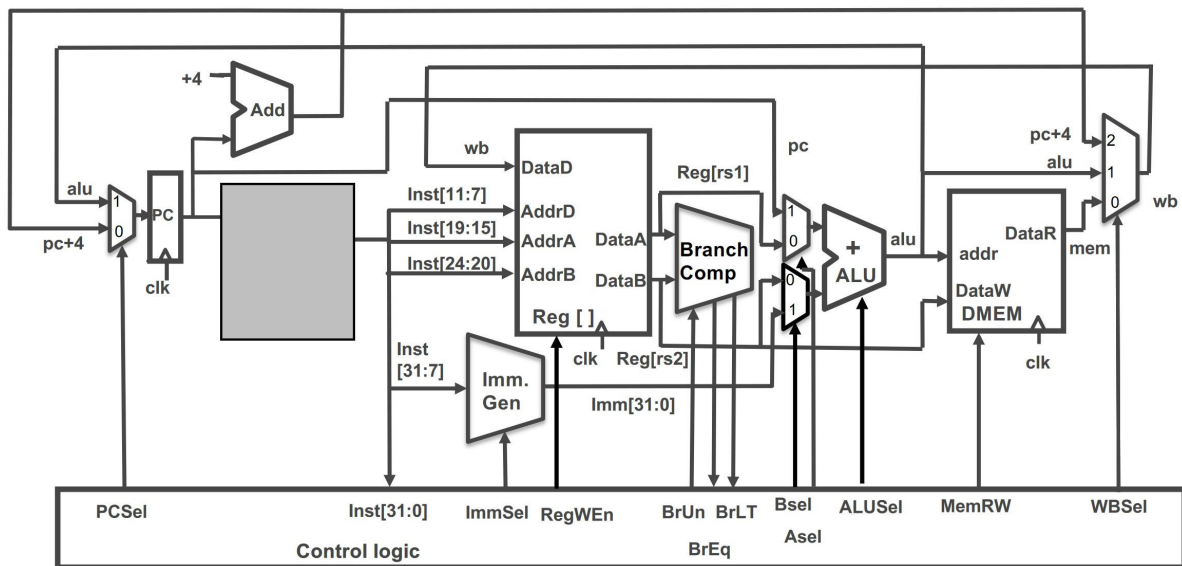 +4
Add
pc+4
alu
pc+4
1
0
PC
clk
wb
DataD
Inst[11:7]
AddrD
Inst[19:15]
AddrA
Inst[24:20]
AddrB
DataA
DataB
Reg [ ]
clk
Reg[rs1]
Branch
Comp
Reg[rs2]
pc
1
0
0
1
+
ALU
alu
addr
DataR
DataW
DMEM
clk
mem
alu
2
1
0
wb
Inst
[31:7]
Imm.
Gen
Imm[31:0]
PCSel
Inst[31:0]
ImmSel
RegWEn
BrUn
BrLT
BrEq
Bsel
Asel
ALUSel
MemRW
WBSel
Control logic